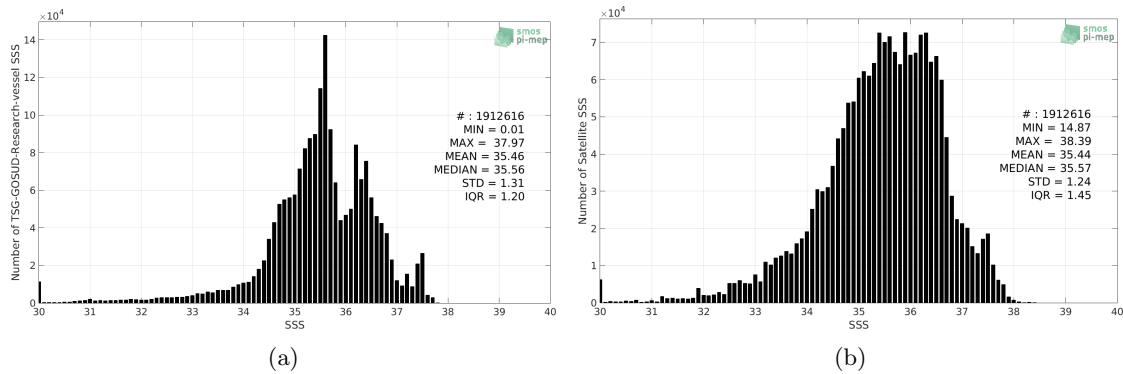 ×10⁴
14
12
10
8
6
4
2
0
30 31 32 33 34 35 36 37 38 39 40
SSS
Number of TSG-GOSUD-Research-vessel SSS
smos
pi-mep
# : 1912616
MIN = 0.01
MAX = 37.97
MEAN = 35.46
MEDIAN = 35.56
STD = 1.31
IQR = 1.20
(a)
×10⁴
7
6
5
4
3
2
1
0
30 31 32 33 34 35 36 37 38 39 40
SSS
Number of Satellite SSS
smos
pi-mep
# : 1912616
MIN = 14.87
MAX = 38.39
MEAN = 35.44
MEDIAN = 35.57
STD = 1.24
IQR = 1.45
(b)